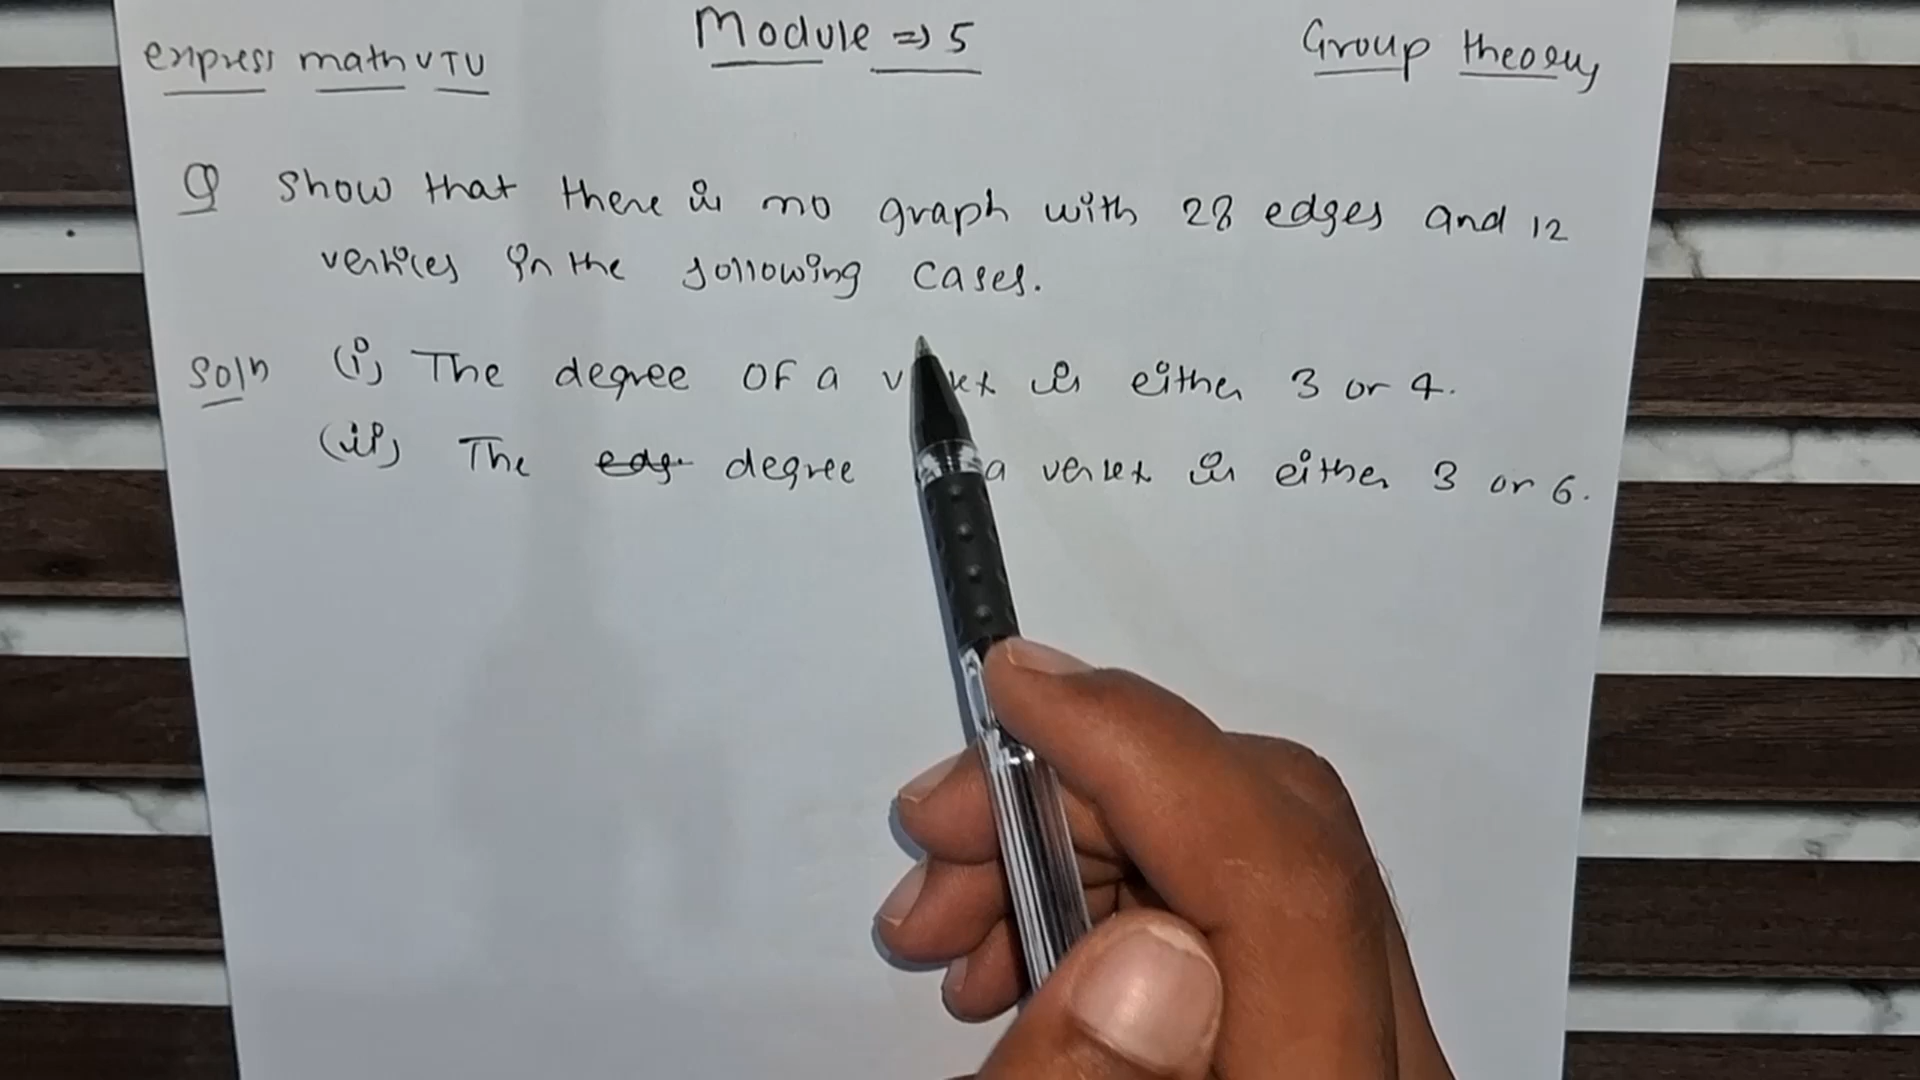 express math VTU
Module => 5
Group theory
Q Show that there is no graph with 28 edges and 12
vertices in the following cases.
Soln (i) The degree of a is either 3 or 4.
(ii) The degree a vertex is either 3 or 6.